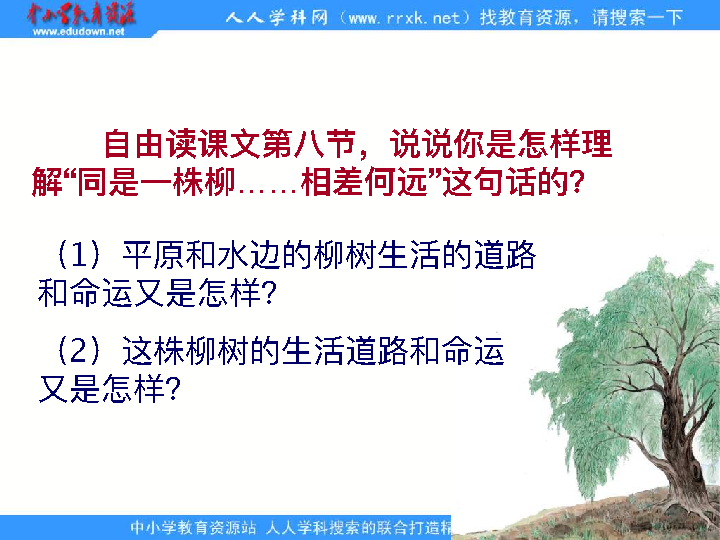 中小学教育资源
www.edudown.net
人人学科网（www.rrxk.net）找教育资源，请搜索一下
自由读课文第八节，说说你是怎样理
解“同是一株柳……相差何远”这句话的？
（1）平原和水边的柳树生活的道路
和命运又是怎样？
（2）这株柳树的生活道路和命运
又是怎样？
中小学教育资源站 人人学科搜索的联合打造精